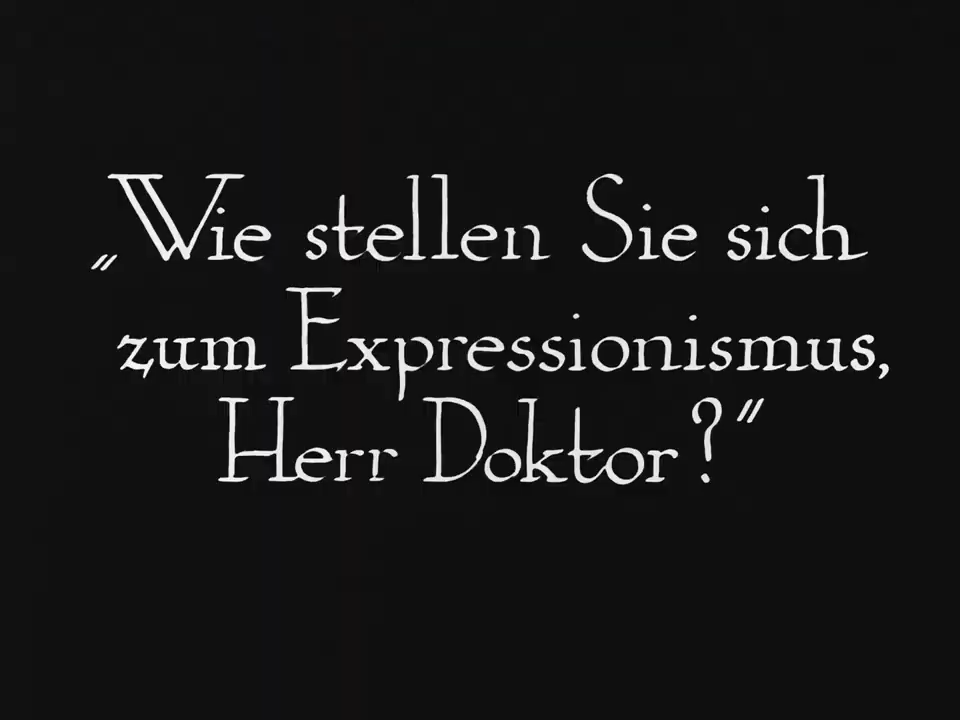 „Wie stellen Sie sich
zum Expressionismus,
Herr Doktor?"